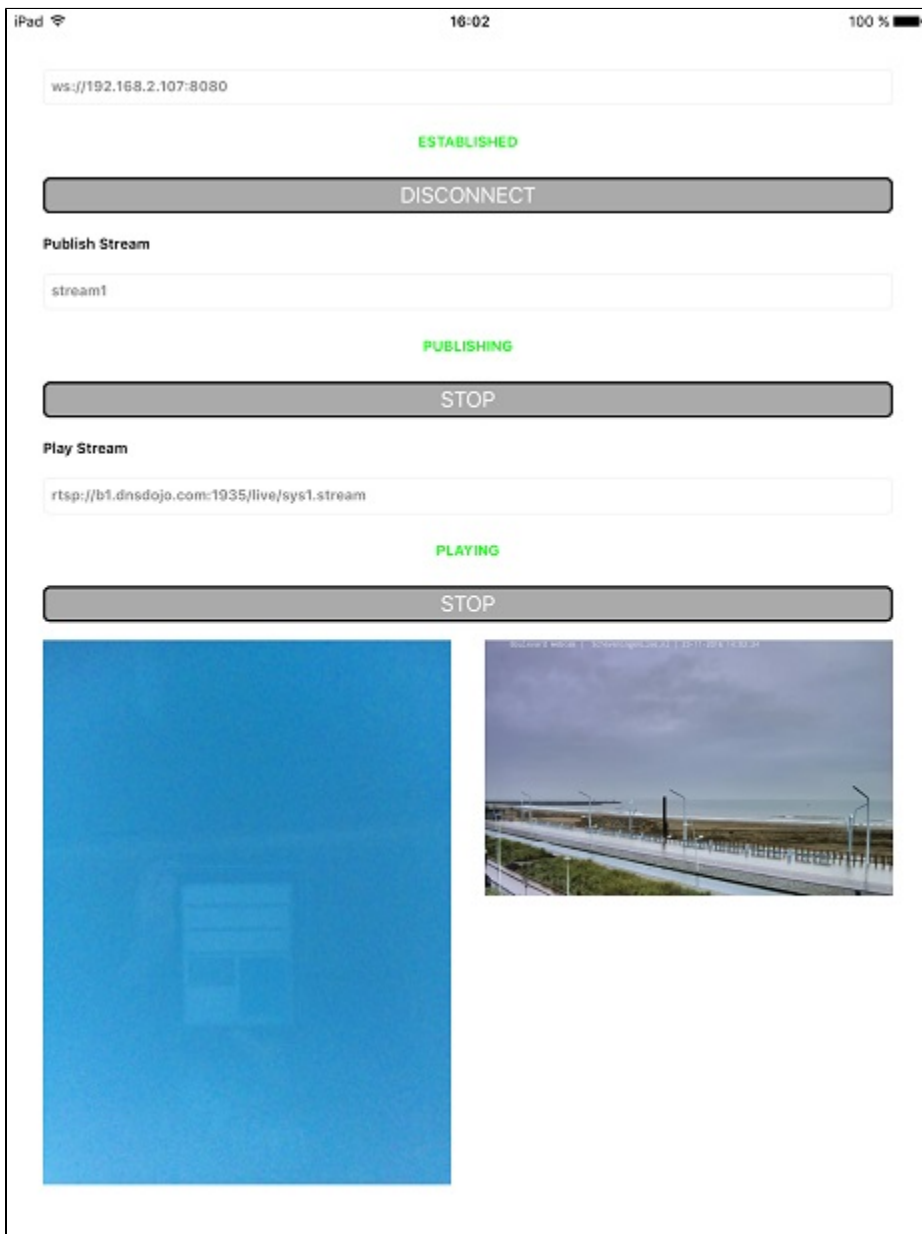 iPad 16:02 100 %
ws://192.168.2.107:8080
ESTABLISHED
DISCONNECT
Publish Stream
stream1
PUBLISHING
STOP
Play Stream
rtsp://b1.dnsdojo.com:1935/live/sys1.stream
PLAYING
STOP